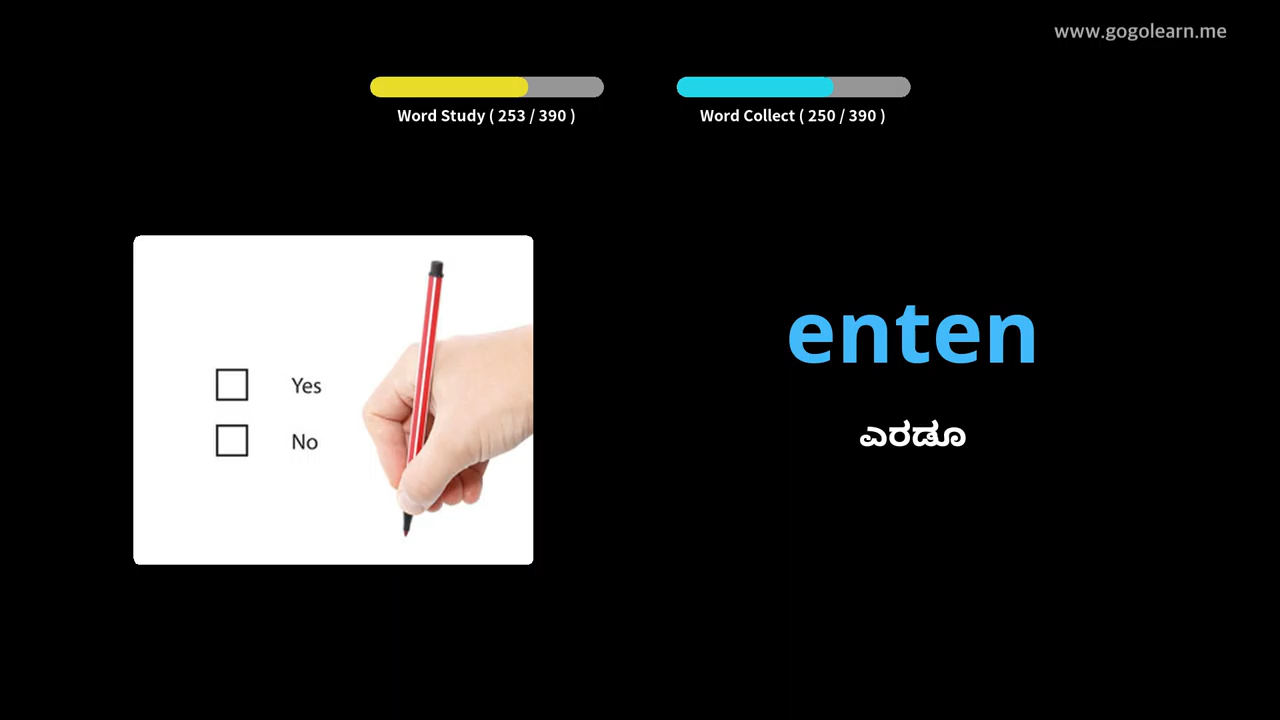 www.gogolearn.me
Word Study ( 253 / 390 )
Word Collect ( 250 / 390 )
Yes
No
enten
ಎರಡೂ